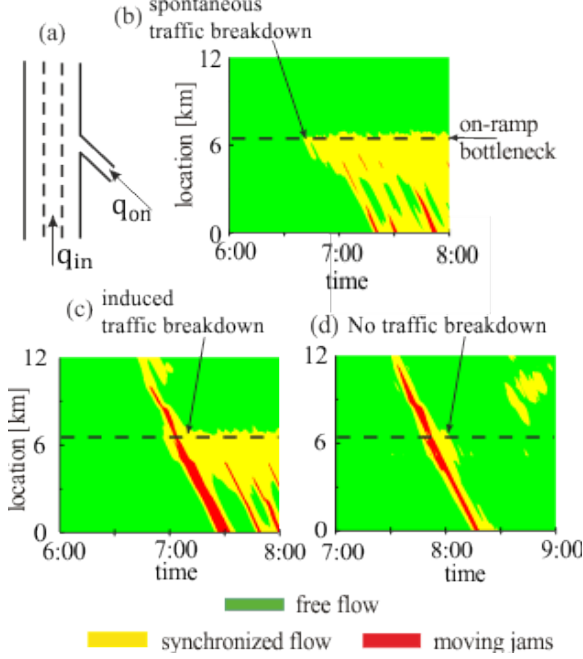 (a)
q_on
q_in
(b) spontaneous
traffic breakdown
12
6
0
location [km]
on-ramp
bottleneck
6:00 7:00 8:00
time
(c) induced
traffic breakdown
12
6
0
location [km]
6:00 7:00 8:00
time
(d) No traffic breakdown
12
6
0
7:00 8:00 9:00
time
free flow
synchronized flow moving jams